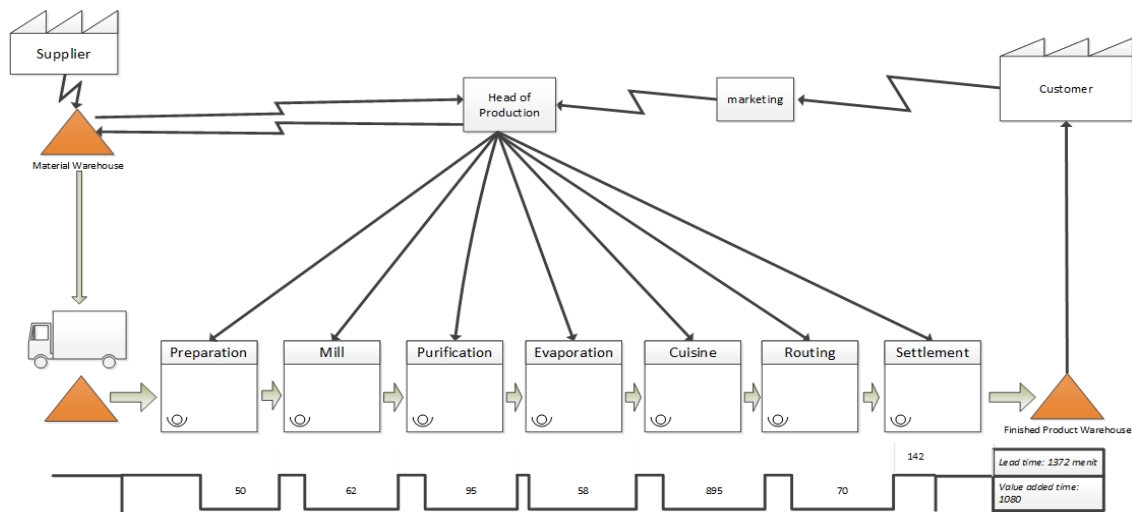 Supplier
Material Warehouse
Head of
Production
marketing
Customer
Preparation
Mill
Purification
Evaporation
Cuisine
Routing
Settlement
Finished Product Warehouse
142
Lead time: 1372 menit
50
62
95
58
895
70
Value added time:
1080